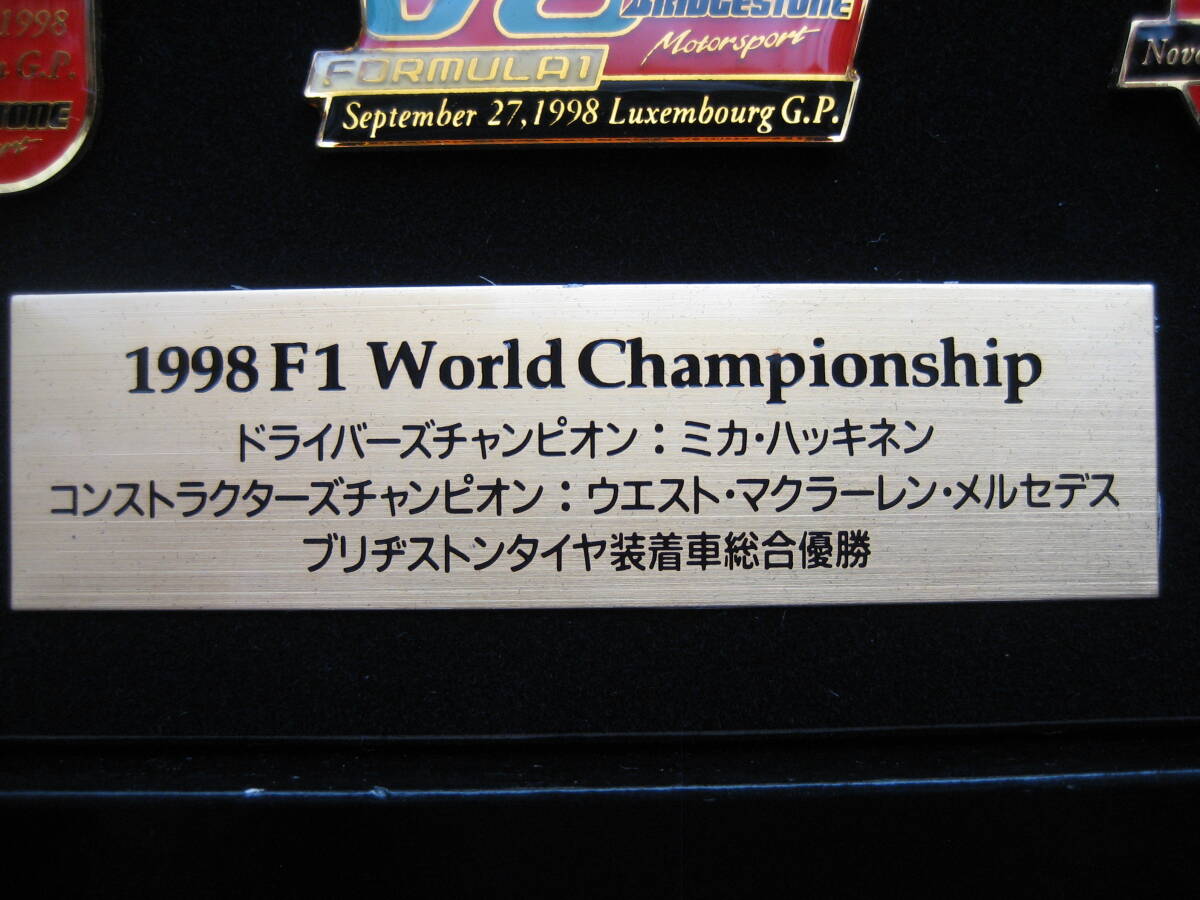 1998
G.P.
BRIDGESTONE
Motorsport
FORMULA1
September 27,1998 Luxembourg G.P.
1998 F1 World Championship
ドライバーズチャンピオン：ミカ・ハッキネン
コンストラクターズチャンピオン：ウエスト・マクラーレン・メルセデス
ブリヂストンタイヤ装着車総合優勝